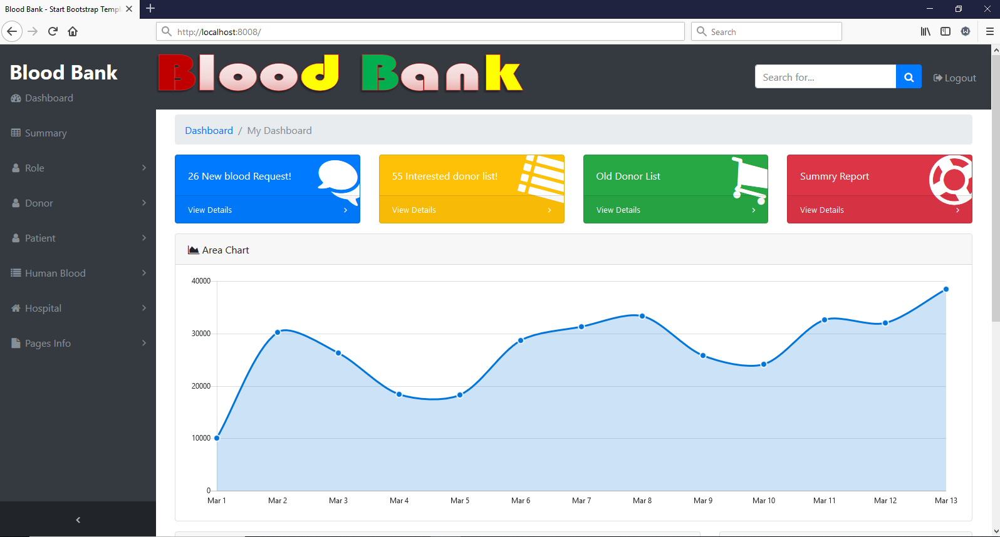 Blood Bank - Start Bootstrap Templ
http://localhost:8008/
Search
Blood Bank
Blood Bank
Search for...
Logout
Dashboard
Summary
Role
Donor
Patient
Human Blood
Hospital
Pages Info
Dashboard / My Dashboard
26 New blood Request!
View Details
55 Interested donor list!
View Details
Old Donor List
View Details
Summry Report
View Details
Area Chart
40000
30000
20000
10000
0
Mar 1 Mar 2 Mar 3 Mar 4 Mar 5 Mar 6 Mar 7 Mar 8 Mar 9 Mar 10 Mar 11 Mar 12 Mar 13